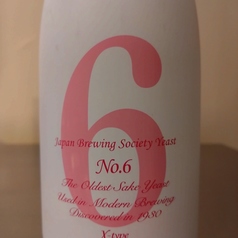 6
Japan Brewing Society Yeast
No.6
The Oldest Sake Yeast
Used in Modern Brewing
Discovered in 1930
X-type